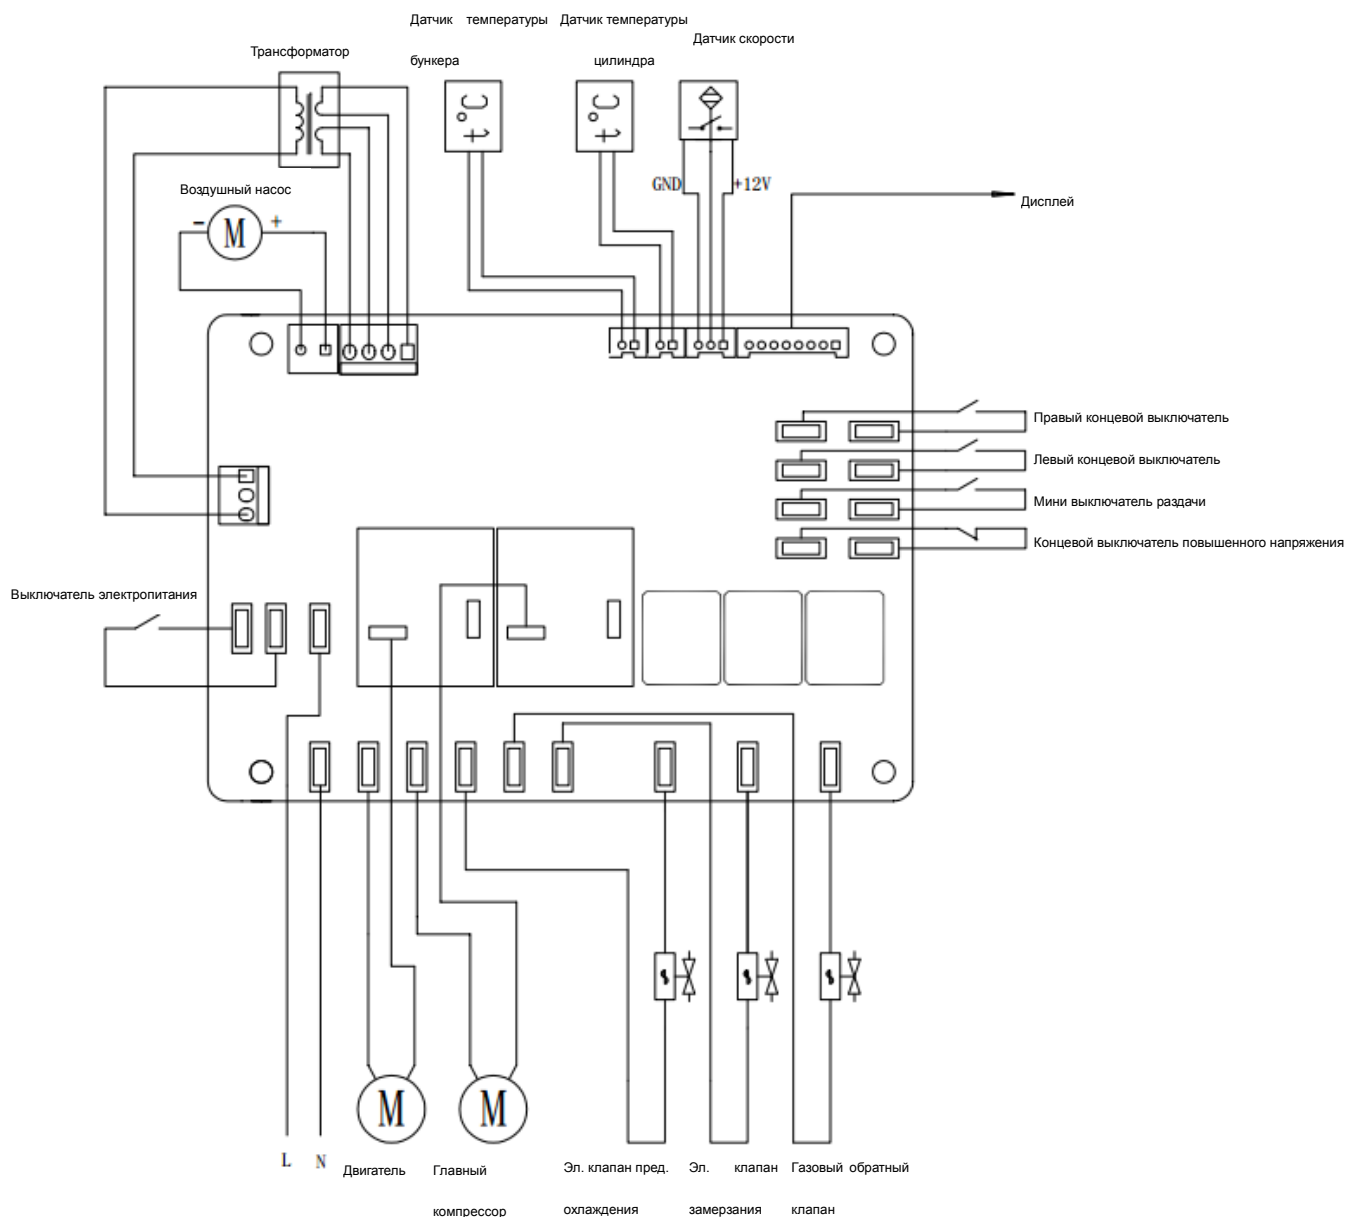 Датчик температуры
бункера
Датчик температуры
цилиндра
Датчик скорости
Трансформатор
t°C
t°C
GND
+12V
Воздушный насос
- M +
Дисплей
Правый концевой выключатель
Левый концевой выключатель
Мини выключатель раздачи
Концевой выключатель повышенного напряжения
Выключатель электропитания
M
M
L
N
Двигатель
Главный
компрессор
Эл. клапан пред.
охлаждения
Эл. клапан
замерзания
Газовый обратный
клапан